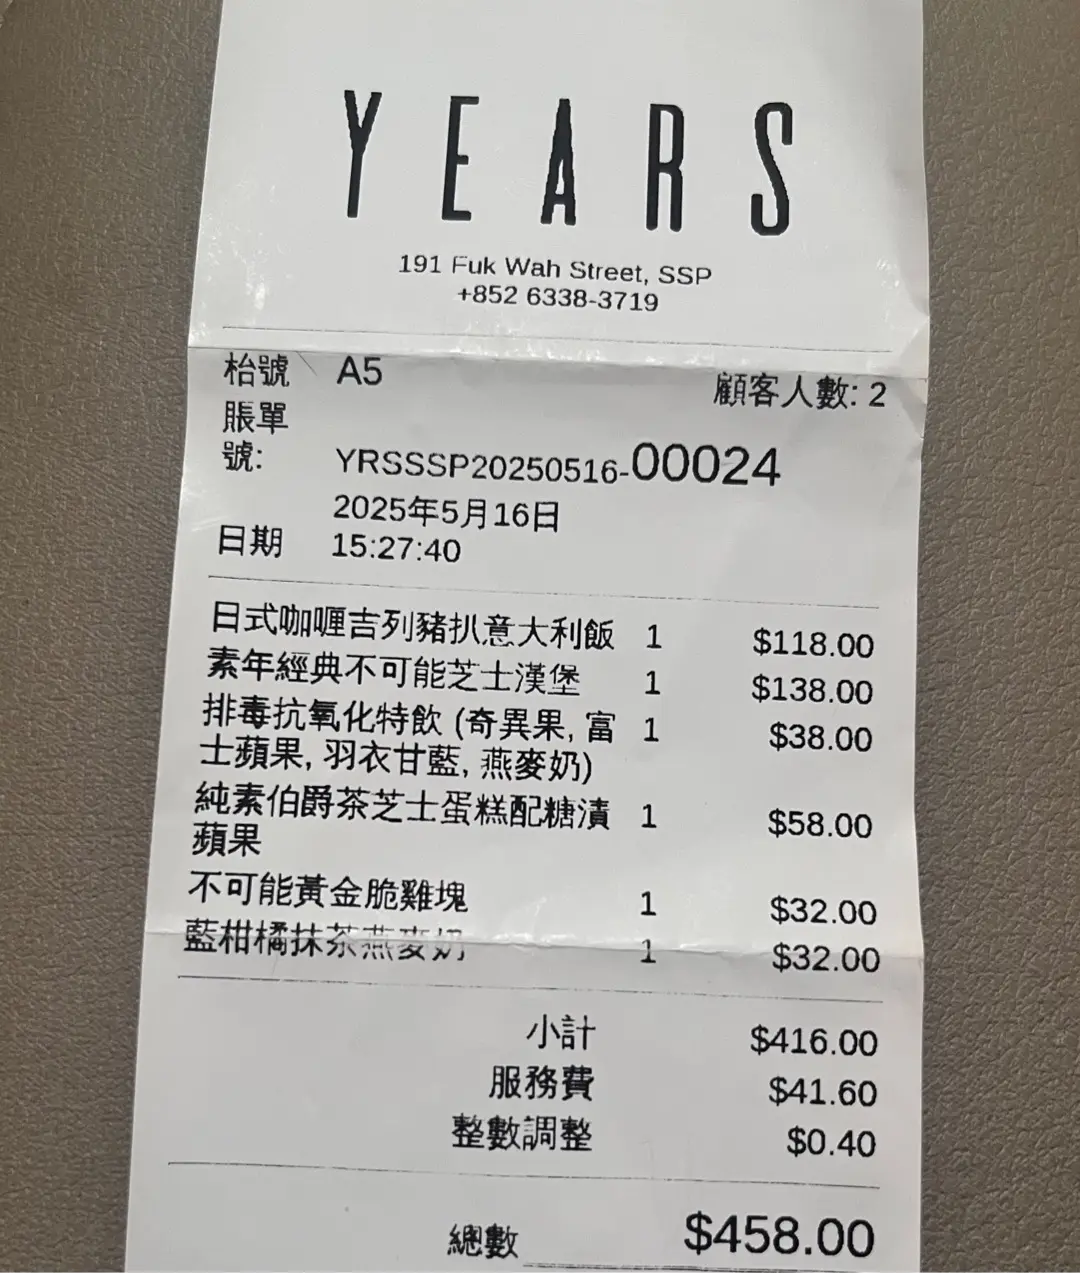 YEARS
191 Fuk Wah Street, SSP
+852 6338-3719
枱號 A5 顧客人數: 2
賬單
號: YRSSSP20250516-00024
2025年5月16日
日期 15:27:40
日式咖喱吉列豬扒意大利飯 1 $118.00
素年經典不可能芝士漢堡 1 $138.00
排毒抗氧化特飲 (奇異果, 富 1 $38.00
士蘋果, 羽衣甘藍, 燕麥奶)
純素伯爵茶芝士蛋糕配糖漬 1 $58.00
蘋果
不可能黃金脆雞塊 1 $32.00
藍柑橘抹茶燕麥奶 1 $32.00
小計 $416.00
服務費 $41.60
整數調整 $0.40
總數 $458.00